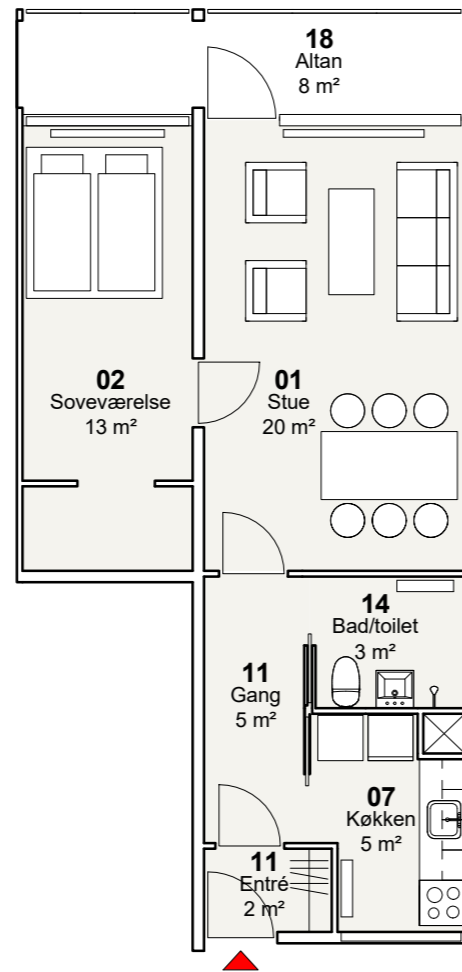 18
Altan
8 m²
02
Soveværelse
13 m²
01
Stue
20 m²
14
Bad/toilet
3 m²
11
Gang
5 m²
07
Køkken
5 m²
11
Entré
2 m²